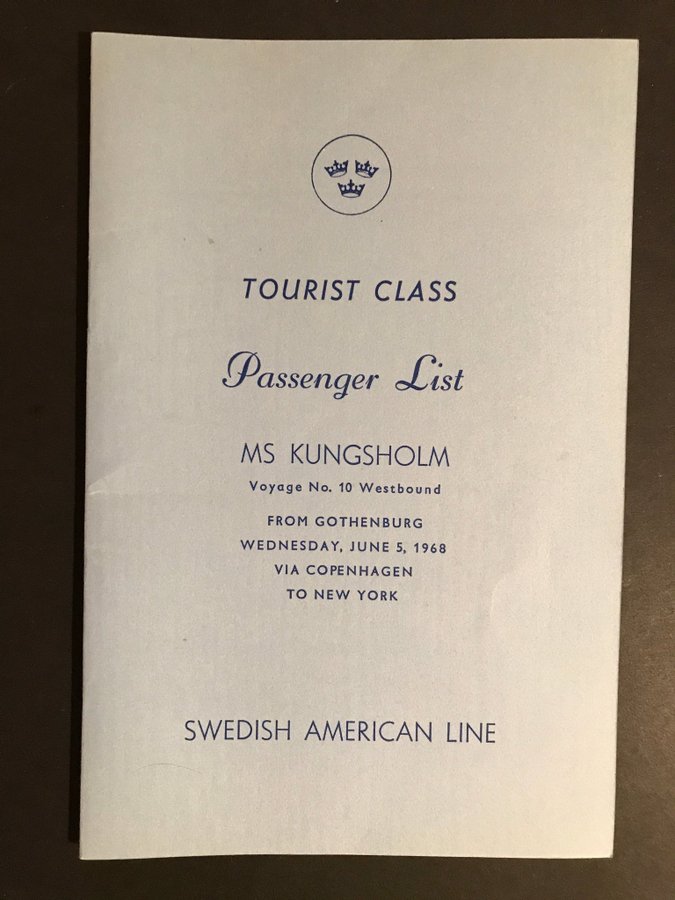 TOURIST CLASS
Passenger List
MS KUNGSHOLM
Voyage No. 10 Westbound
FROM GOTHENBURG
WEDNESDAY, JUNE 5, 1968
VIA COPENHAGEN
TO NEW YORK
SWEDISH AMERICAN LINE